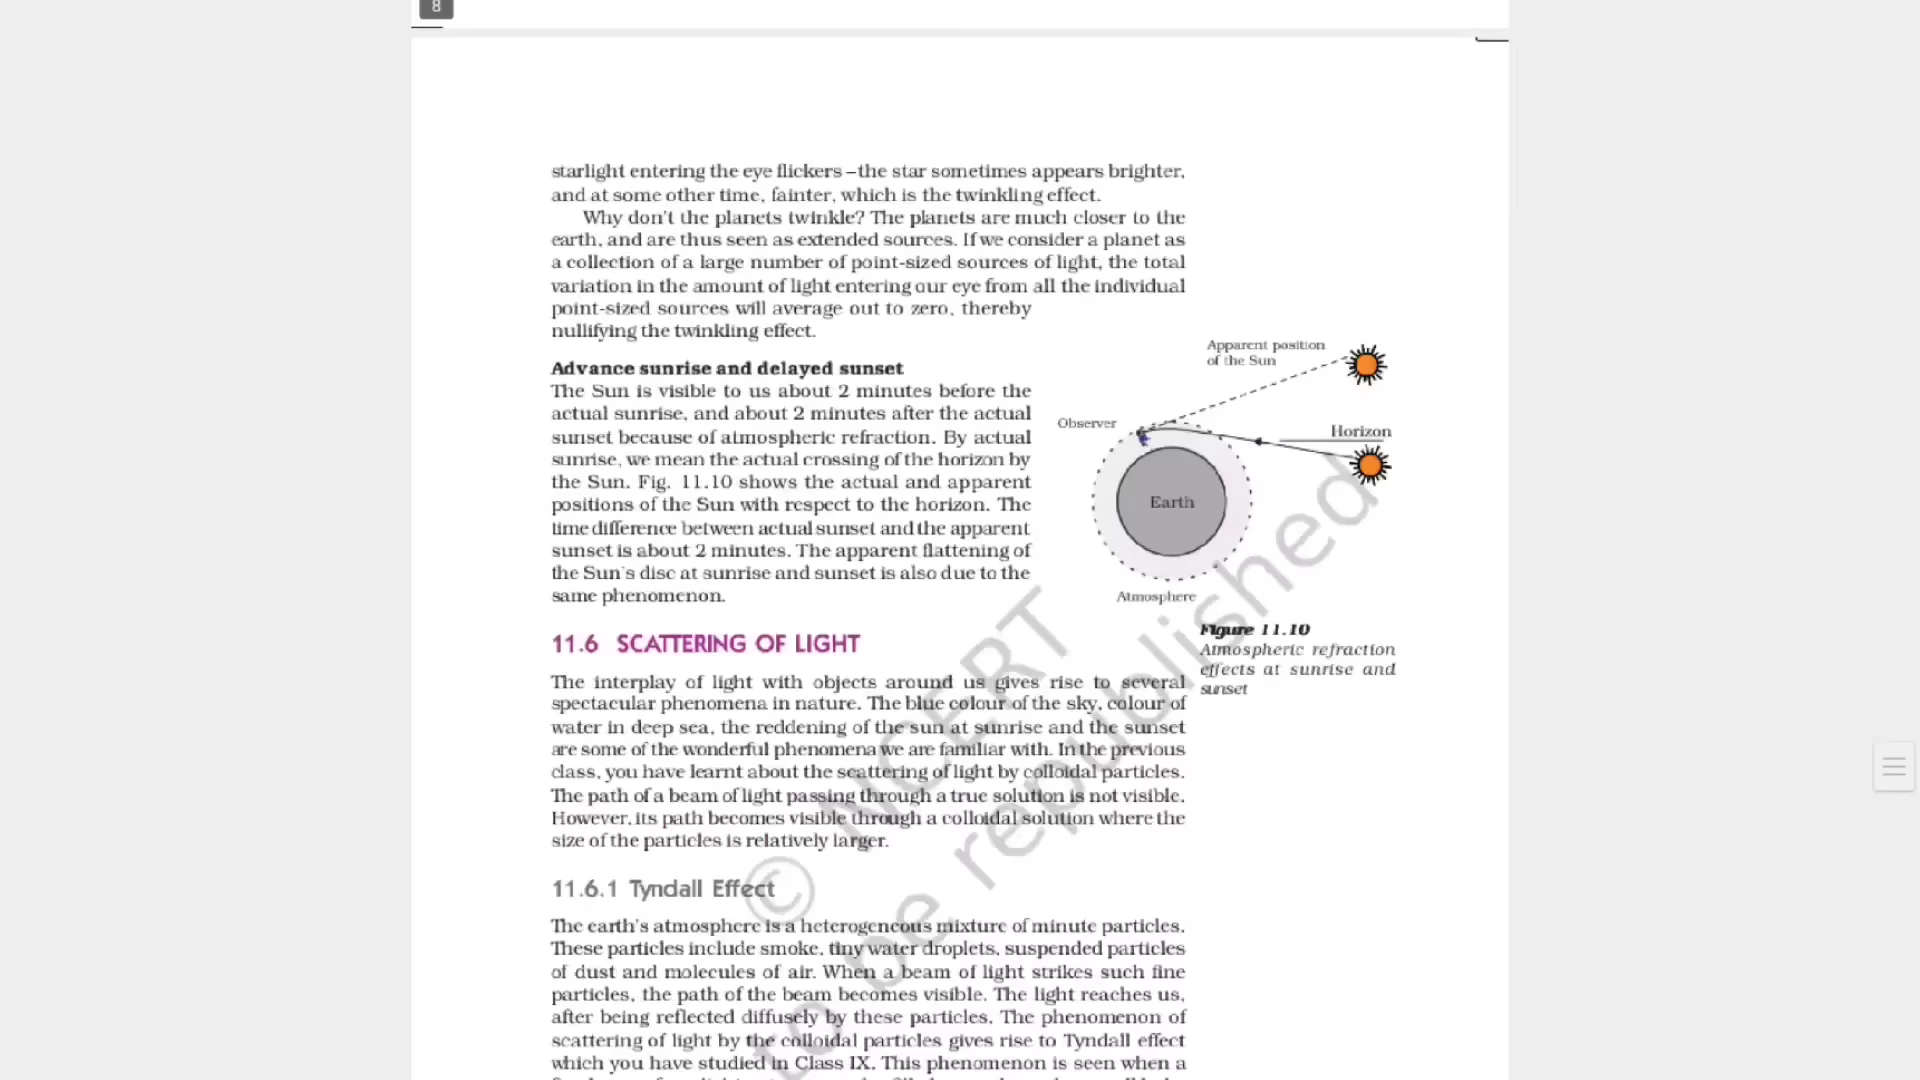 8
starlight entering the eye flickers – the star sometimes appears brighter,
and at some other time, fainter, which is the twinkling effect.
Why don't the planets twinkle? The planets are much closer to the
earth, and are thus seen as extended sources. If we consider a planet as
a collection of a large number of point-sized sources of light, the total
variation in the amount of light entering our eye from all the individual
point-sized sources will average out to zero, thereby
nullifying the twinkling effect.
Advance sunrise and delayed sunset
The Sun is visible to us about 2 minutes before the
actual sunrise, and about 2 minutes after the actual
sunset because of atmospheric refraction. By actual
sunrise, we mean the actual crossing of the horizon by
the Sun. Fig. 11.10 shows the actual and apparent
positions of the Sun with respect to the horizon. The
time difference between actual sunset and the apparent
sunset is about 2 minutes. The apparent flattening of
the Sun's disc at sunrise and sunset is also due to the
same phenomenon.
Apparent position
of the Sun
Observer
Horizon
Earth
Atmosphere
Figure 11.10
Atmospheric refraction
effects at sunrise and
sunset
11.6 SCATTERING OF LIGHT
The interplay of light with objects around us gives rise to several
spectacular phenomena in nature. The blue colour of the sky, colour of
water in deep sea, the reddening of the sun at sunrise and the sunset
are some of the wonderful phenomena we are familiar with. In the previous
class, you have learnt about the scattering of light by colloidal particles.
The path of a beam of light passing through a true solution is not visible.
However, its path becomes visible through a colloidal solution where the
size of the particles is relatively larger.
11.6.1 Tyndall Effect
The earth's atmosphere is a heterogeneous mixture of minute particles.
These particles include smoke, tiny water droplets, suspended particles
of dust and molecules of air. When a beam of light strikes such fine
particles, the path of the beam becomes visible. The light reaches us,
after being reflected diffusely by these particles. The phenomenon of
scattering of light by the colloidal particles gives rise to Tyndall effect
which you have studied in Class IX. This phenomenon is seen when a
© NCERT
to be republished